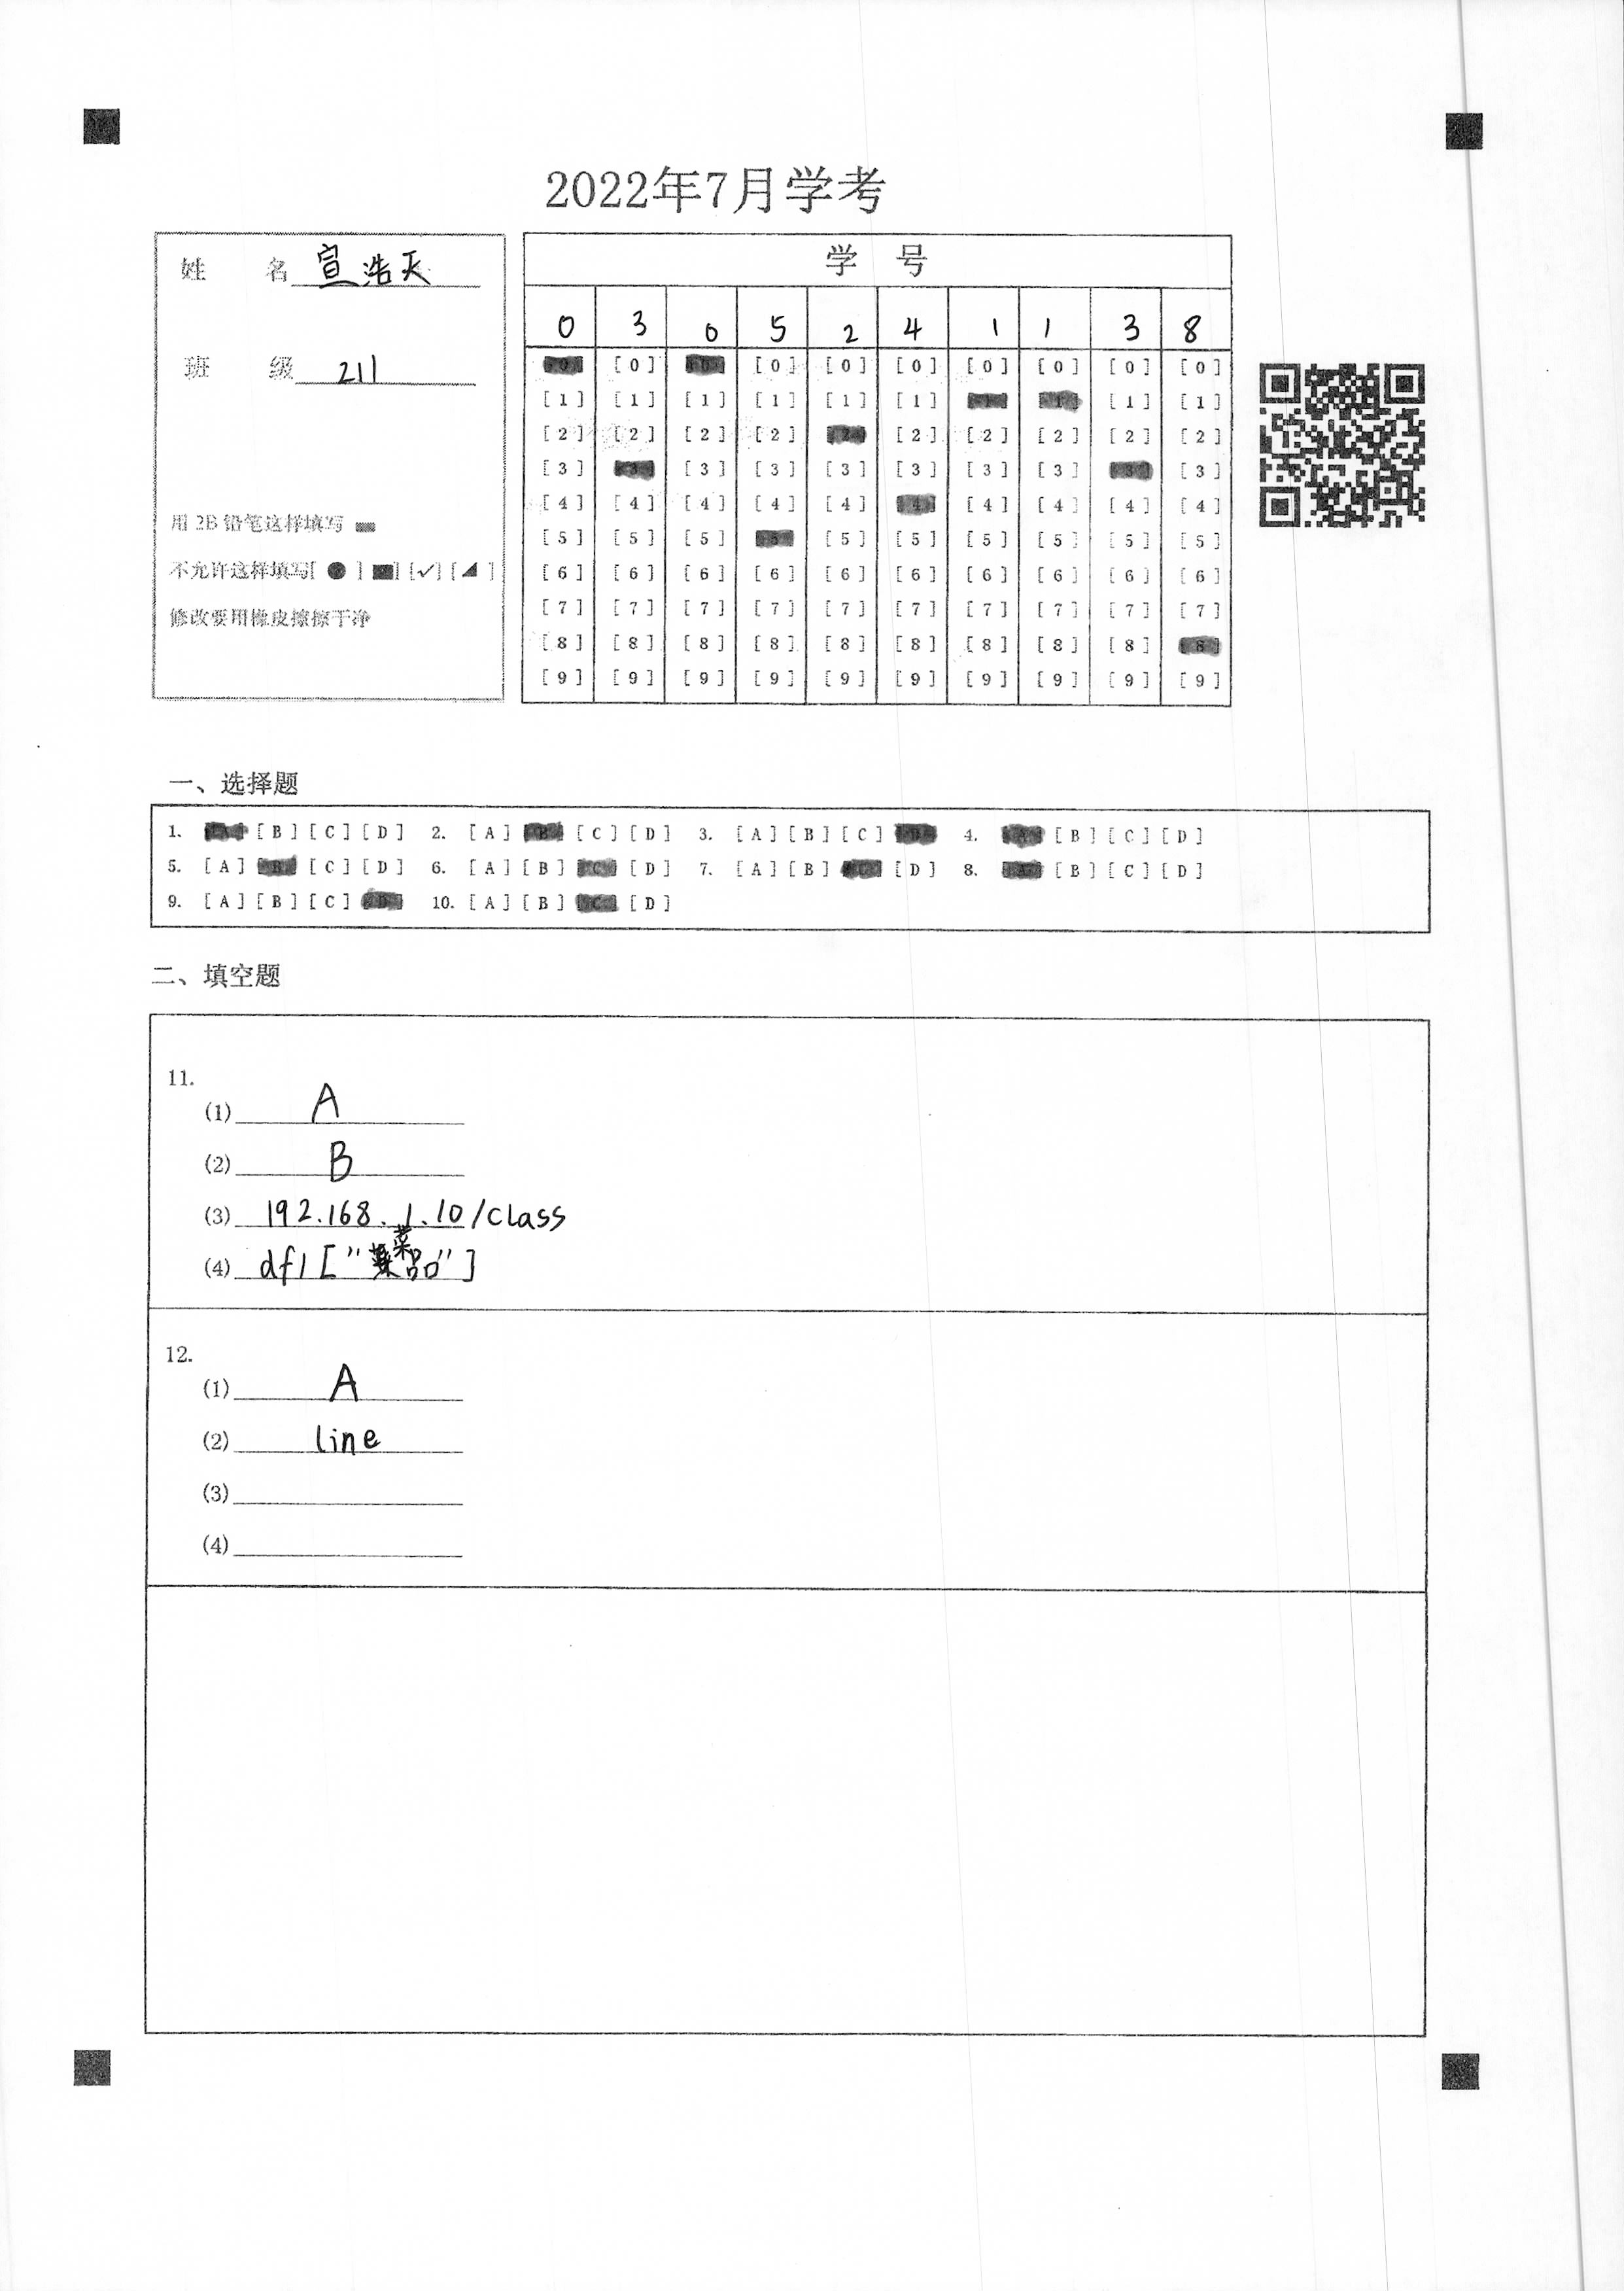 2022年7月学考
姓 名 宣浩天
班 级 211
用 2B 铅笔这样填写
不允许这样填写[ ● ] [■] [✓] [◢ ]
修改要用橡皮擦擦干净
学 号
0 3 0 5 2 4 1 1 3 8
[0] [0] [0] [0] [0] [0] [0] [0] [0] [0]
[1] [1] [1] [1] [1] [1] [1] [1] [1] [1]
[2] [2] [2] [2] [2] [2] [2] [2] [2] [2]
[3] [3] [3] [3] [3] [3] [3] [3] [3] [3]
[4] [4] [4] [4] [4] [4] [4] [4] [4] [4]
[5] [5] [5] [5] [5] [5] [5] [5] [5] [5]
[6] [6] [6] [6] [6] [6] [6] [6] [6] [6]
[7] [7] [7] [7] [7] [7] [7] [7] [7] [7]
[8] [8] [8] [8] [8] [8] [8] [8] [8] [8]
[9] [9] [9] [9] [9] [9] [9] [9] [9] [9]
一、选择题
1. [A] [B] [C] [D] 2. [A] [B] [C] [D] 3. [A] [B] [C] [D] 4. [A] [B] [C] [D]
5. [A] [B] [C] [D] 6. [A] [B] [C] [D] 7. [A] [B] [C] [D] 8. [A] [B] [C] [D]
9. [A] [B] [C] [D] 10. [A] [B] [C] [D]
二、填空题
11.
(1) A
(2) B
(3) 192.168.1.10/class
(4) df1["菜品"]
12.
(1) A
(2) line
(3)
(4)